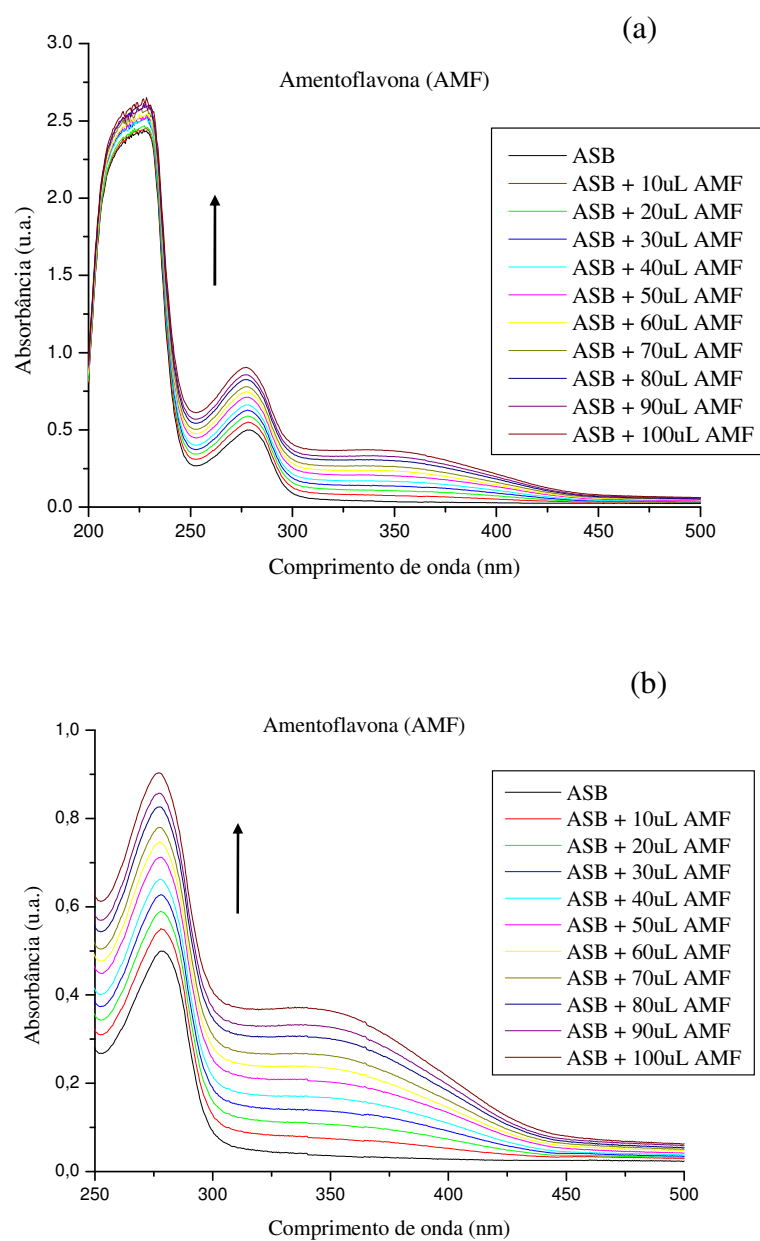 (a)
Amentoflavona (AMF)
3.0
2.5
2.0
1.5
1.0
0.5
0.0
Absorbância (u.a.)
ASB
ASB + 10uL AMF
ASB + 20uL AMF
ASB + 30uL AMF
ASB + 40uL AMF
ASB + 50uL AMF
ASB + 60uL AMF
ASB + 70uL AMF
ASB + 80uL AMF
ASB + 90uL AMF
ASB + 100uL AMF
200 250 300 350 400 450 500
Comprimento de onda (nm)
(b)
Amentoflavona (AMF)
1,0
0,8
0,6
0,4
0,2
0,0
Absorbância (u.a.)
ASB
ASB + 10uL AMF
ASB + 20uL AMF
ASB + 30uL AMF
ASB + 40uL AMF
ASB + 50uL AMF
ASB + 60uL AMF
ASB + 70uL AMF
ASB + 80uL AMF
ASB + 90uL AMF
ASB + 100uL AMF
250 300 350 400 450 500
Comprimento de onda (nm)